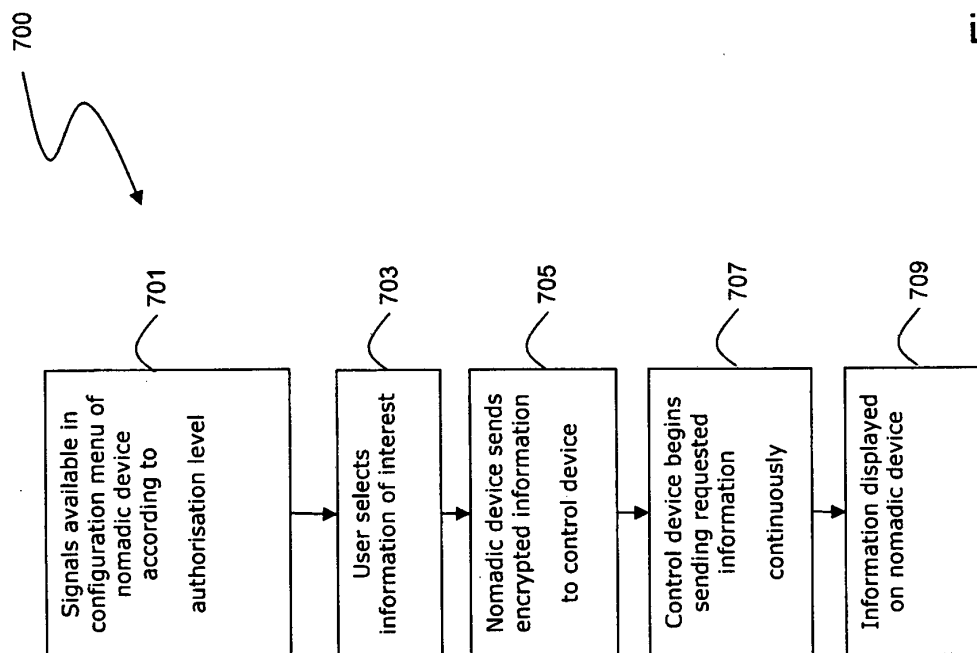 700
Signals available in
configuration menu of
nomadic device
according to
authorisation level
701
User selects
information of interest
703
Nomadic device sends
encrypted information
to control device
705
Control device begins
sending requested
information
continuously
707
Information displayed
on nomadic device
709